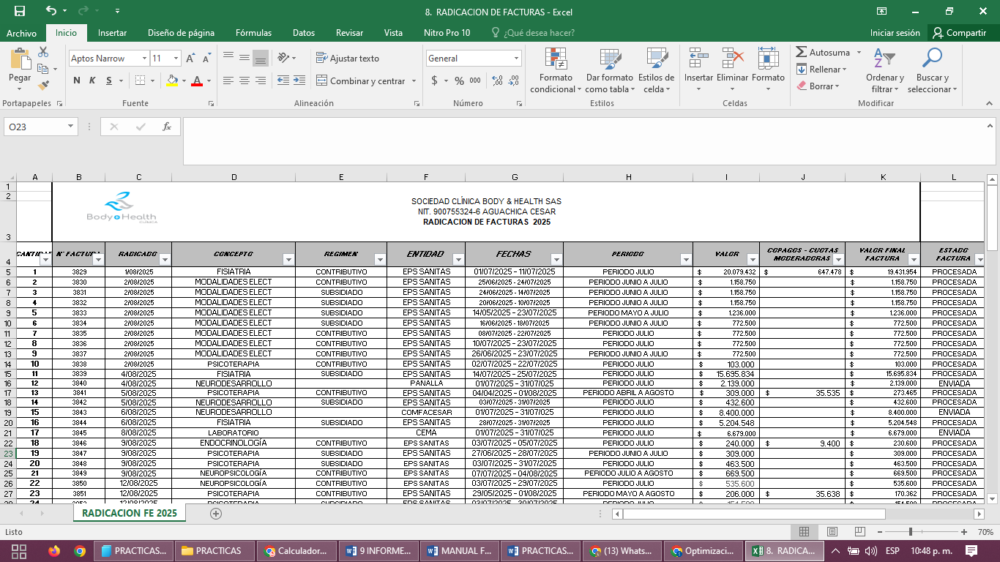 8. RADICACION DE FACTURAS - Excel
Archivo Inicio Insertar Diseño de página Fórmulas Datos Revisar Vista Nitro Pro 10 ¿Qué desea hacer? Iniciar sesión Compartir
Pegar
Aptos Narrow 11
N K S
Ajustar texto
Combinar y centrar
General
$ % 000
Formato condicional
Dar formato como tabla
Estilos de celda
Insertar Eliminar Formato
Autosuma
Rellenar
Borrar
Ordenar y filtrar
Buscar y seleccionar
Portapapeles Fuente Alineación Número Estilos Celdas Modificar
O23 fx
A B C D E F G H I J K L
1
2
Body Health
CLÍNICA
SOCIEDAD CLÍNICA BODY & HEALTH SAS
NIT. 900755324-6 AGUACHICA CESAR
RADICACION DE FACTURAS 2025
3
4 CANTIDAD N° FACTURA RADICADO CONCEPTO REGIMEN ENTIDAD FECHAS PERIODO VALOR COPAGOS - CUOTAS MODERADORAS VALOR FINAL FACTURA ESTADO FACTURA
5 1 3829 1/08/2025 FISIATRIA CONTRIBUTIVO EPS SANITAS 01/07/2025 - 11/07/2025 PERIODO JULIO $ 20.079.432 $ 647.478 $ 19.431.954 PROCESADA
6 2 3830 2/08/2025 MODALIDADES ELECT CONTRIBUTIVO EPS SANITAS 25/06/2025 - 24/07/2025 PERIODO JUNIO A JULIO $ 1.158.750 $ 1.158.750 PROCESADA
7 3 3831 2/08/2025 MODALIDADES ELECT SUBSIDIADO EPS SANITAS 24/06/2025 - 14/07/2025 PERIODO JUNIO A JULIO $ 1.158.750 $ 1.158.750 PROCESADA
8 4 3832 2/08/2025 MODALIDADES ELECT SUBSIDIADO EPS SANITAS 20/06/2025 - 10/07/2025 PERIODO JUNIO A JULIO $ 1.158.750 $ 1.158.750 PROCESADA
9 5 3833 2/08/2025 MODALIDADES ELECT SUBSIDIADO EPS SANITAS 14/05/2025 - 23/07/2025 PERIODO MAYO A JULIO $ 1.236.000 $ 1.236.000 PROCESADA
10 6 3834 2/08/2025 MODALIDADES ELECT SUBSIDIADO EPS SANITAS 16/06/2025 - 18/07/2025 PERIODO JUNIO A JULIO $ 772.500 $ 772.500 PROCESADA
11 7 3835 2/08/2025 MODALIDADES ELECT CONTRIBUTIVO EPS SANITAS 08/07/2025 - 22/07/2025 PERIODO JULIO $ 772.500 $ 772.500 PROCESADA
12 8 3836 2/08/2025 MODALIDADES ELECT CONTRIBUTIVO EPS SANITAS 10/07/2025 - 23/07/2025 PERIODO JULIO $ 772.500 $ 772.500 PROCESADA
13 9 3837 2/08/2025 MODALIDADES ELECT CONTRIBUTIVO EPS SANITAS 26/06/2025 - 23/07/2025 PERIODO JUNIO A JULIO $ 772.500 $ 772.500 PROCESADA
14 10 3838 2/08/2025 PSICOTERAPIA CONTRIBUTIVO EPS SANITAS 02/07/2025 - 22/07/2025 PERIODO JULIO $ 103.000 $ 103.000 PROCESADA
15 11 3839 4/08/2025 FISIATRIA SUBSIDIADO EPS SANITAS 14/07/2025 - 25/07/2025 PERIODO JULIO $ 15.695.834 $ 15.695.834 PROCESADA
16 12 3840 4/08/2025 NEURODESARROLLO PANALLA 01/07/2025 - 31/07/025 PERIODO JULIO $ 2.139.000 $ 2.139.000 ENVIADA
17 13 3841 5/08/2025 PSICOTERAPIA CONTRIBUTIVO EPS SANITAS 04/04/2025 - 01/08/2025 PERIODO ABRIL A AGOSTO $ 309.000 $ 35.535 $ 273.465 PROCESADA
18 14 3842 5/08/2025 NEURODESARROLLO SUBSIDIADO EPS SANITAS 03/07/2025 - 31/07/2025 PERIODO JULIO $ 432.600 $ 432.600 PROCESADA
19 15 3843 6/08/2025 NEURODESARROLLO COMFACESAR 01/07/2025 - 31/07/2025 PERIODO JULIO $ 8.400.000 $ 8.400.000 ENVIADA
20 16 3844 6/08/2025 FISIATRIA SUBSIDIADO EPS SANITAS 28/07/2025 - 31/07/2025 PERIODO JULIO $ 5.204.548 $ 5.204.548 PROCESADA
21 17 3845 8/08/2025 LABORATORIO CEMA 01/07/2025 - 31/07/2025 PERIODO JULIO $ 6.679.000 $ 6.679.000 ENVIADA
22 18 3846 9/08/2025 ENDOCRINOLOGÍA CONTRIBUTIVO EPS SANITAS 03/07/2025 - 05/07/2025 PERIODO JULIO $ 240.000 $ 9.400 $ 230.600 PROCESADA
23 19 3847 9/08/2025 PSICOTERAPIA SUBSIDIADO EPS SANITAS 27/06/2025 - 28/07/2025 PERIODO JUNIO A JULIO $ 309.000 $ 309.000 PROCESADA
24 20 3848 9/08/2025 PSICOTERAPIA SUBSIDIADO EPS SANITAS 03/07/2025 - 31/07/2025 PERIODO JULIO $ 463.500 $ 463.500 PROCESADA
25 21 3849 9/08/2025 NEUROPSICOLOGÍA CONTRIBUTIVO EPS SANITAS 07/07/2025 - 04/08/2025 PERIODO JULIO A AGOSTO $ 669.500 $ 669.500 PROCESADA
26 22 3850 12/08/2025 NEUROPSICOLOGÍA CONTRIBUTIVO EPS SANITAS 03/07/2025 - 29/07/2025 PERIODO JULIO $ 535.600 $ 535.600 PROCESADA
27 23 3851 12/08/2025 PSICOTERAPIA CONTRIBUTIVO EPS SANITAS 29/05/2025 - 01/08/2025 PERIODO MAYO A AGOSTO $ 206.000 $ 35.638 $ 170.362 PROCESADA
RADICACION FE 2025
Listo 70%
PRACTICAS... PRACTICAS Calculador... 9 INFORME... MANUAL F... PRACTICAS... (13) Whats... Optimizaci... 8. RADICA... ESP 10:48 p. m.